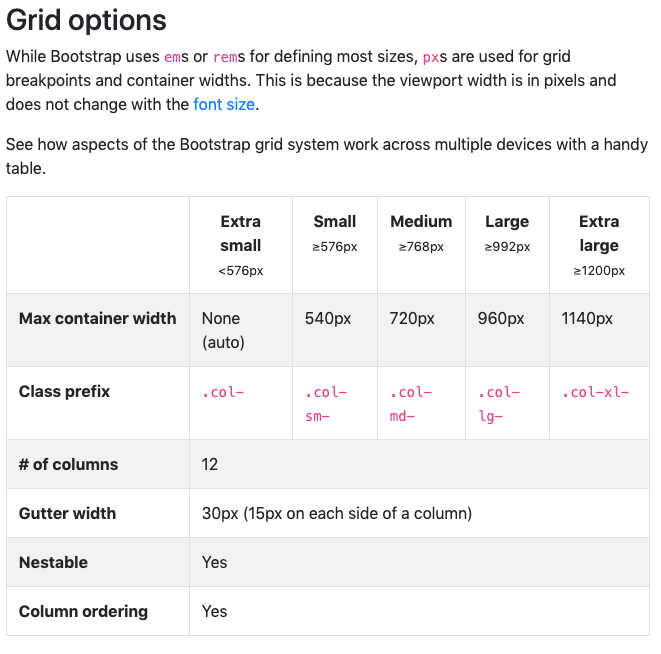 Grid options
While Bootstrap uses ems or rems for defining most sizes, pxs are used for grid
breakpoints and container widths. This is because the viewport width is in pixels and
does not change with the font size.
See how aspects of the Bootstrap grid system work across multiple devices with a handy
table.
Extra small <576px Small ≥576px Medium ≥768px Large ≥992px Extra large ≥1200px
Max container width None (auto) 540px 720px 960px 1140px
Class prefix .col- .col-sm- .col-md- .col-lg- .col-xl-
# of columns 12
Gutter width 30px (15px on each side of a column)
Nestable Yes
Column ordering Yes